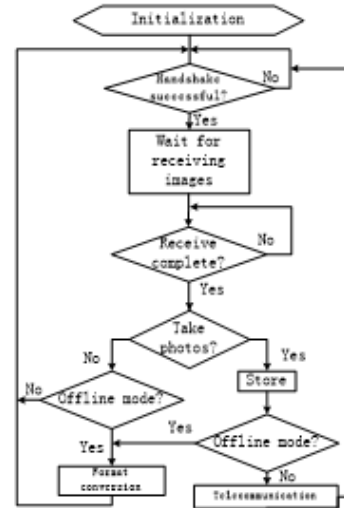 Initialization
Handshake
successful?
No
Yes
Wait for
receiving
images
Receive
complete?
No
Yes
Take
photos?
No
Yes
Store
No
Offline mode?
Yes
Offline mode?
Yes
No
Format
conversion
Telecommunication